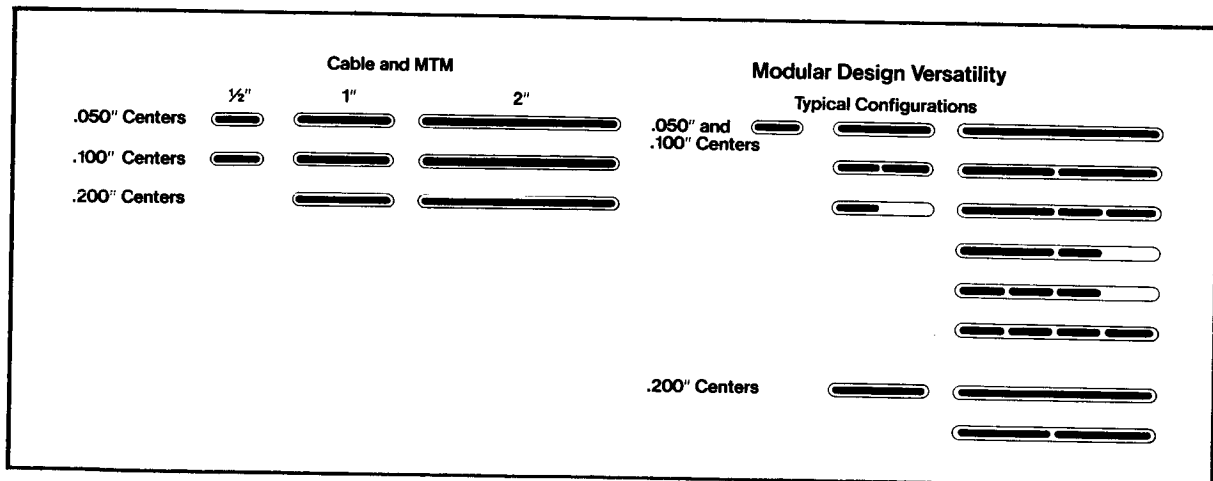 Cable and MTM
½" 1" 2"
.050" Centers
.100" Centers
.200" Centers
Modular Design Versatility
Typical Configurations
.050" and
.100" Centers
.200" Centers